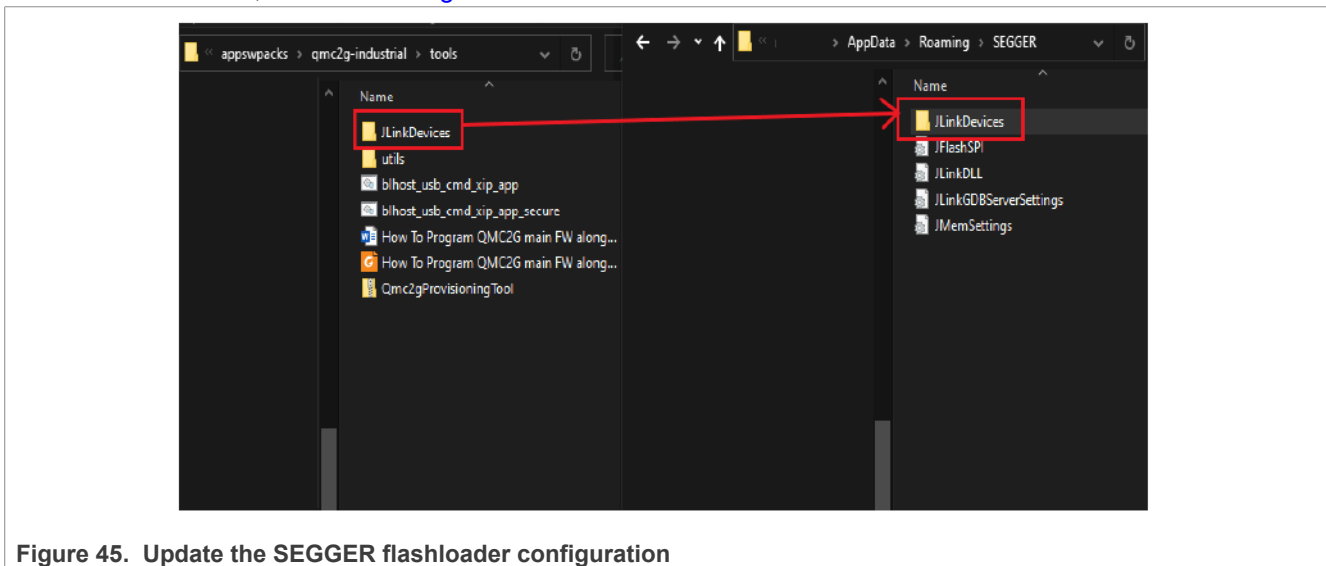 appswpacks > qmc2g-industrial > tools
Name
JLinkDevices
utils
blhost_usb_cmd_xip_app
blhost_usb_cmd_xip_app_secure
How To Program QMC2G main FW along...
How To Program QMC2G main FW along...
Qmc2gProvisioningTool
> AppData > Roaming > SEGGER
Name
JLinkDevices
JFlashSPI
JLinkDLL
JLinkGDBServerSettings
JMemSettings
Figure 45. Update the SEGGER flashloader configuration